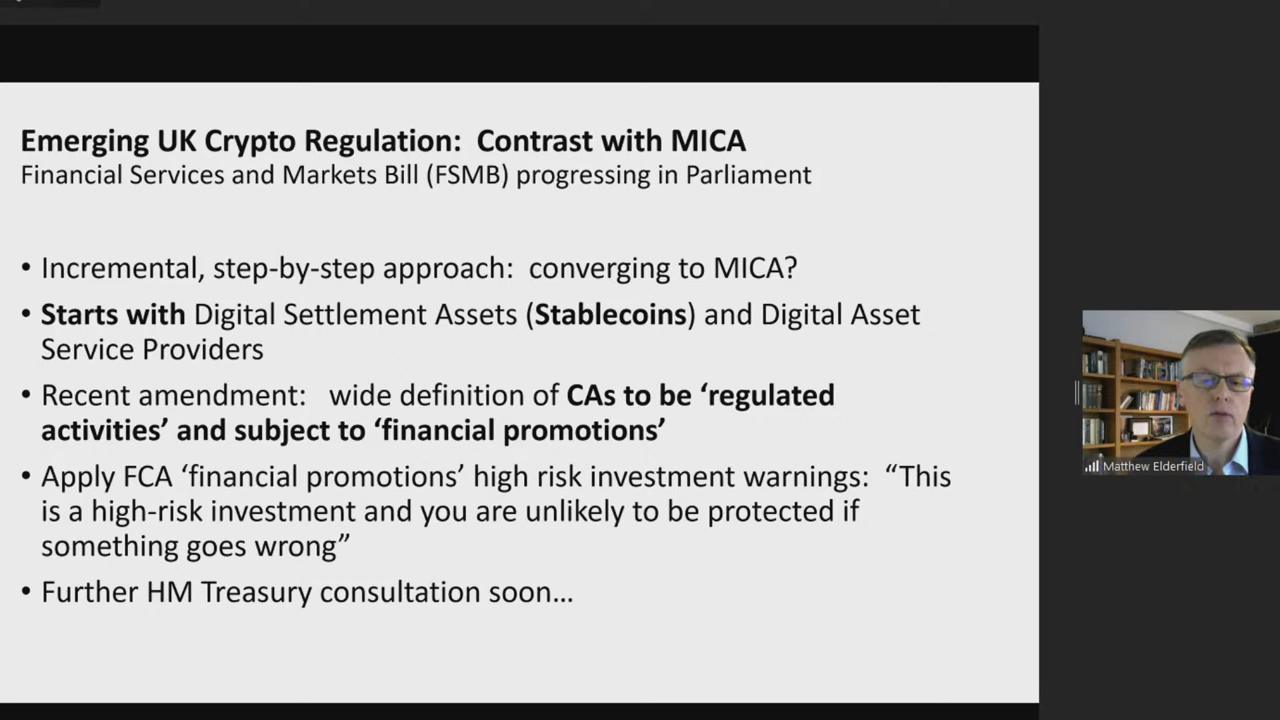 Emerging UK Crypto Regulation:  Contrast with MICA
Financial Services and Markets Bill (FSMB) progressing in Parliament
• Incremental, step-by-step approach:  converging to MICA?
• Starts with Digital Settlement Assets (Stablecoins) and Digital Asset
Service Providers
• Recent amendment:   wide definition of CAs to be ‘regulated
activities’ and subject to ‘financial promotions’
• Apply FCA ‘financial promotions’ high risk investment warnings:  “This
is a high-risk investment and you are unlikely to be protected if
something goes wrong”
• Further HM Treasury consultation soon…
Matthew Elderfield